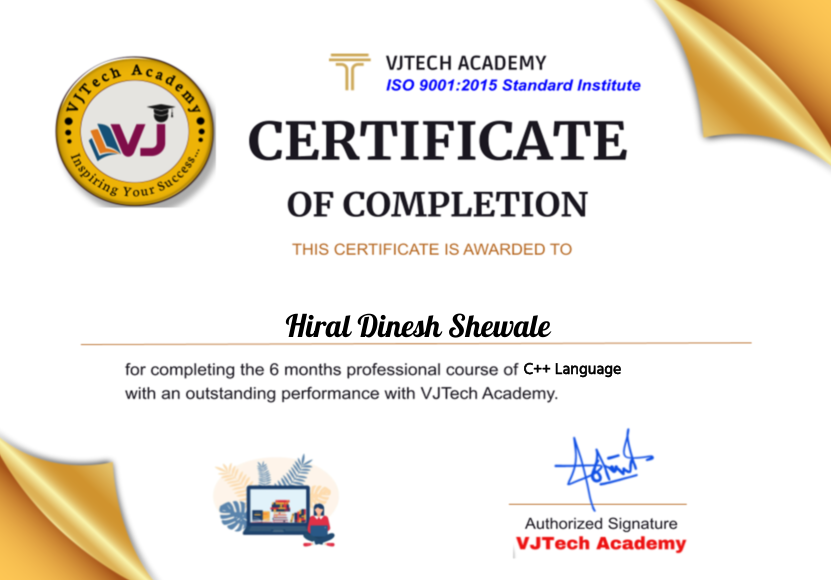 VJTech Academy
VJ
Inspiring Your Success...
VJTECH ACADEMY
ISO 9001:2015 Standard Institute
CERTIFICATE
OF COMPLETION
THIS CERTIFICATE IS AWARDED TO
Hiral Dinesh Shewale
for completing the 6 months professional course of C++ Language
with an outstanding performance with VJTech Academy.
Authorized Signature
VJTech Academy